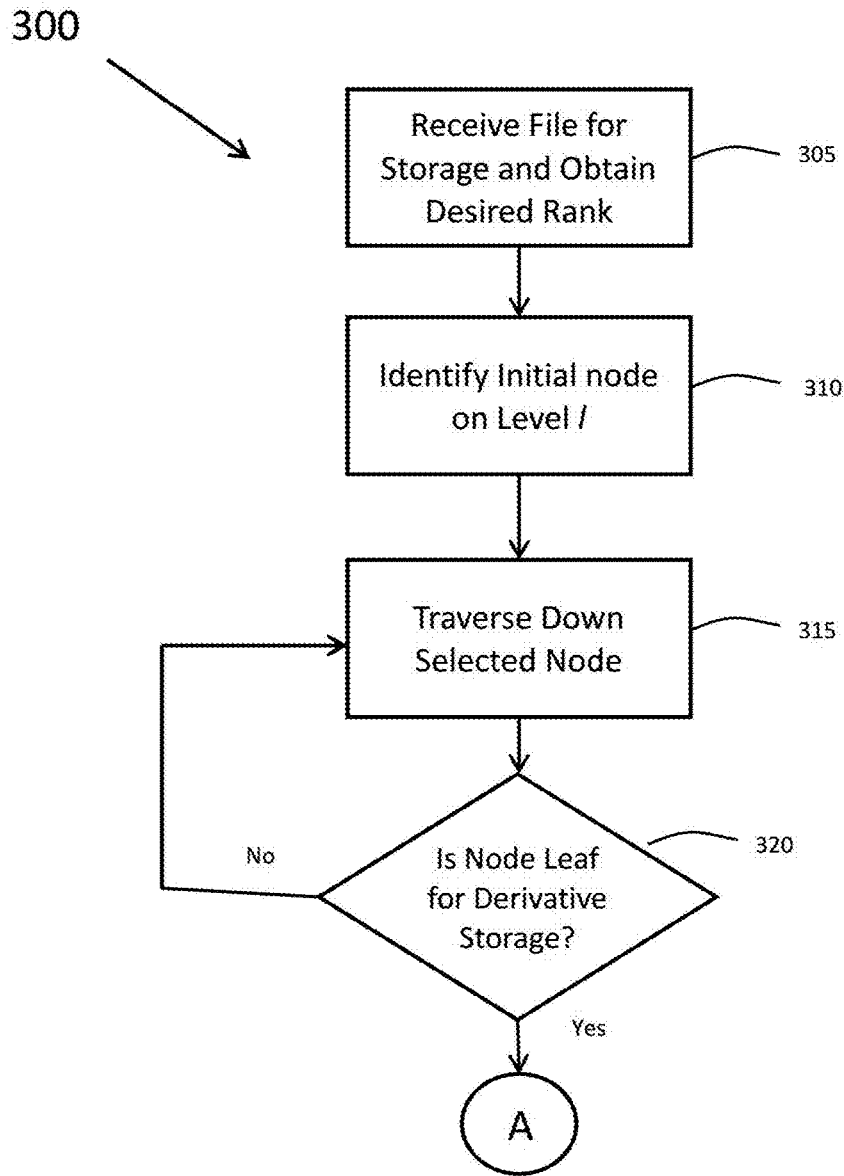 300
Receive File for
Storage and Obtain
Desired Rank
305
Identify Initial node
on Level l
310
Traverse Down
Selected Node
315
Is Node Leaf
for Derivative
Storage?
320
No
Yes
A